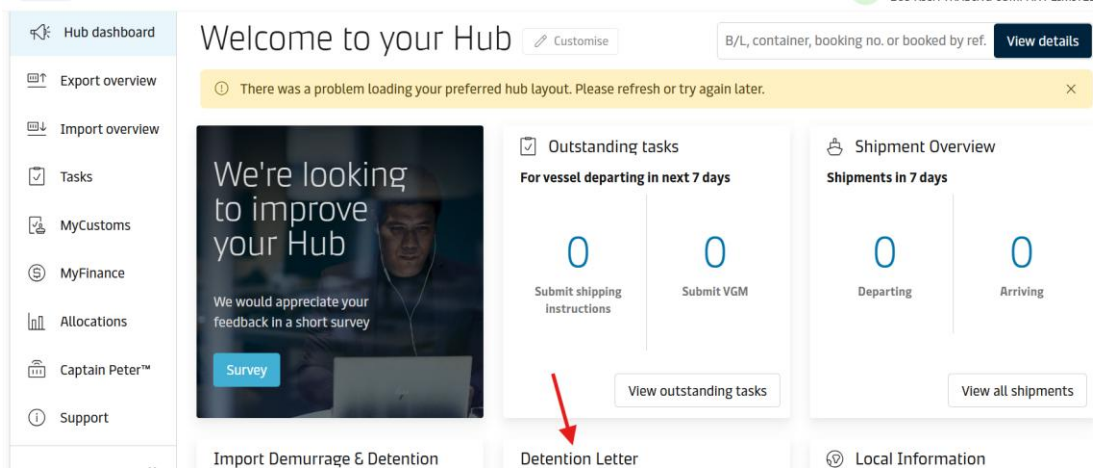 Hub dashboard
Export overview
Import overview
Tasks
MyCustoms
MyFinance
Allocations
Captain Peter™
Support
Welcome to your Hub
Customise
B/L, container, booking no. or booked by ref.
View details
There was a problem loading your preferred hub layout. Please refresh or try again later.
We're looking
to improve
your Hub
We would appreciate your
feedback in a short survey
Survey
Outstanding tasks
For vessel departing in next 7 days
0
Submit shipping
instructions
0
Submit VGM
View outstanding tasks
Shipment Overview
Shipments in 7 days
0
Departing
0
Arriving
View all shipments
Import Demurrage & Detention
Detention Letter
Local Information